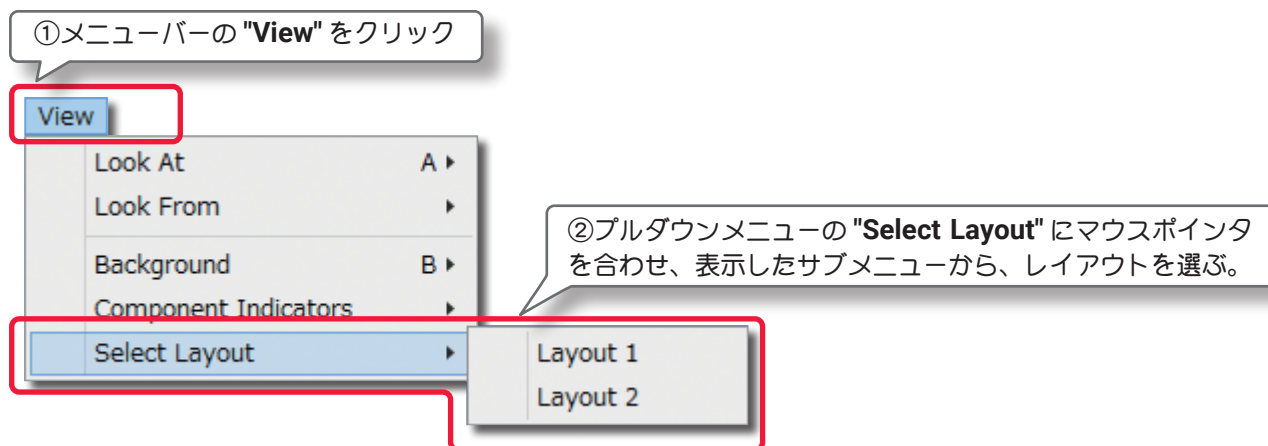 ①メニューバーの "View" をクリック
View
Look At A
Look From
Background B
Component Indicators
Select Layout
②プルダウンメニューの "Select Layout" にマウスポインタ
を合わせ、表示したサブメニューから、レイアウトを選ぶ。
Layout 1
Layout 2